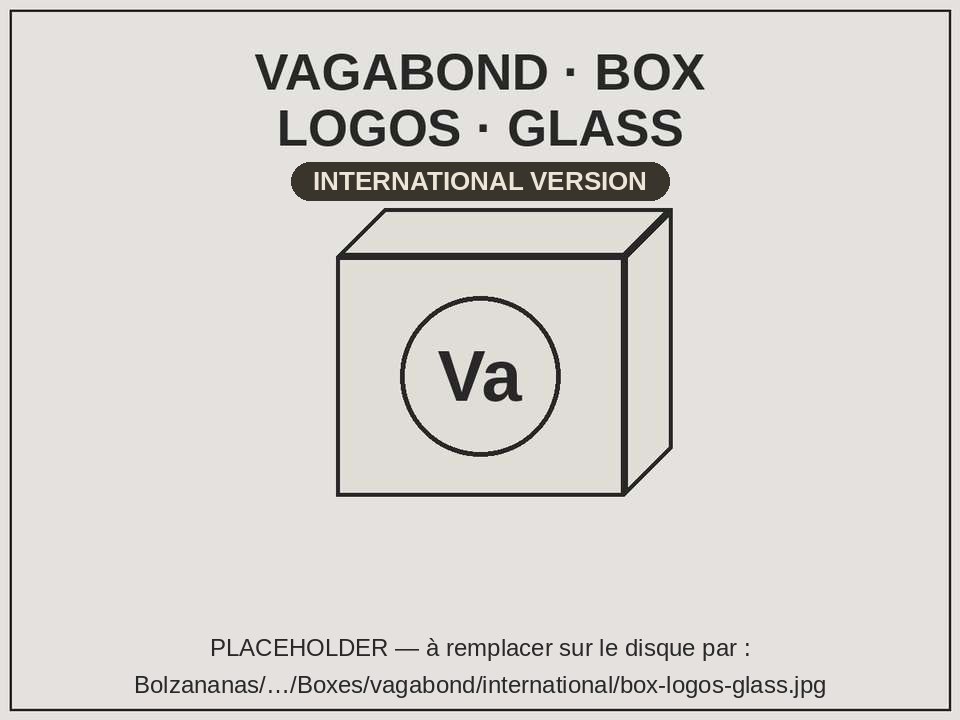 VAGABOND · BOX
LOGOS · GLASS
INTERNATIONAL VERSION
Va
PLACEHOLDER — à remplacer sur le disque par :
Bolzananas/…/Boxes/vagabond/international/box-logos-glass.jpg